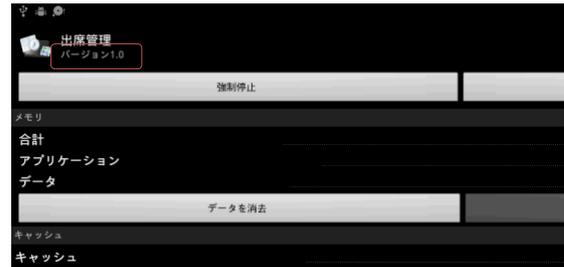 出席管理
バージョン1.0
強制停止
メモリ
合計
アプリケーション
データ
データを消去
キャッシュ
キャッシュ